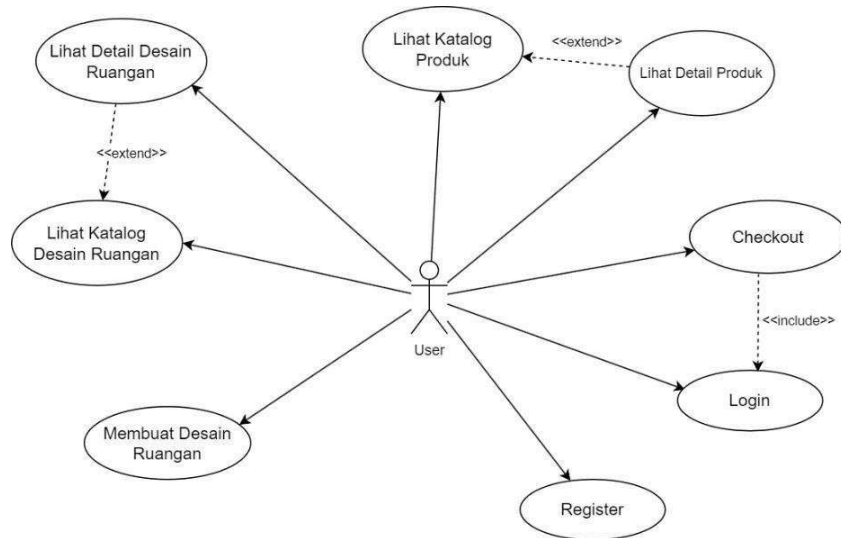 Lihat Detail Desain
Ruangan
Lihat Katalog
Produk
<<extend>>
Lihat Detail Produk
<<extend>>
Lihat Katalog
Desain Ruangan
Checkout
<<include>>
User
Login
Membuat Desain
Ruangan
Register